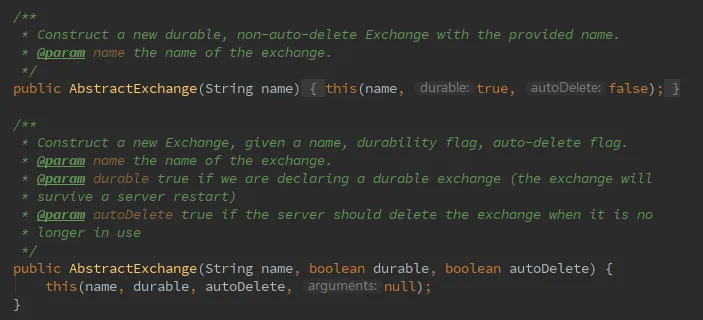 /**
 * Construct a new durable, non-auto-delete Exchange with the provided name.
 * @param name the name of the exchange.
 */
public AbstractExchange(String name) { this(name, durable: true, autoDelete: false); }
/**
 * Construct a new Exchange, given a name, durability flag, auto-delete flag.
 * @param name the name of the exchange.
 * @param durable true if we are declaring a durable exchange (the exchange will
 * survive a server restart)
 * @param autoDelete true if the server should delete the exchange when it is no
 * longer in use
 */
public AbstractExchange(String name, boolean durable, boolean autoDelete) {
    this(name, durable, autoDelete, arguments: null);
}